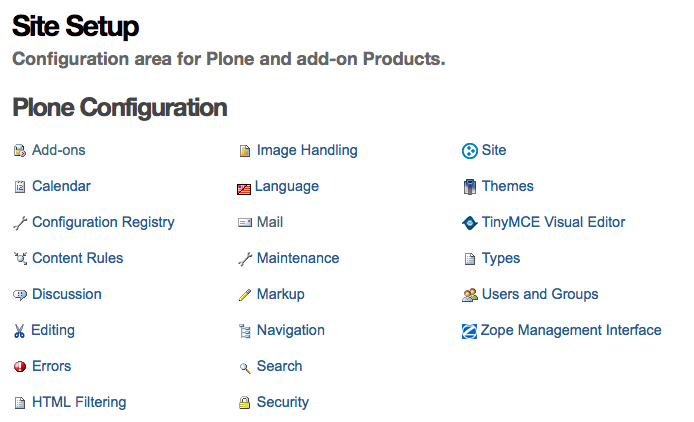 Site Setup
Configuration area for Plone and add-on Products.
Plone Configuration
Add-ons
Calendar
Configuration Registry
Content Rules
Discussion
Editing
Errors
HTML Filtering
Image Handling
Language
Mail
Maintenance
Markup
Navigation
Search
Security
Site
Themes
TinyMCE Visual Editor
Types
Users and Groups
Zope Management Interface